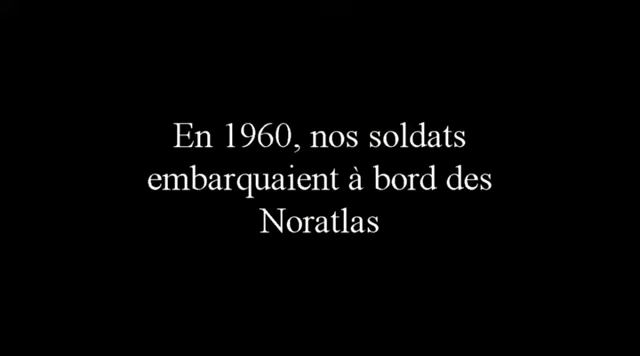 En 1960, nos soldats
embarquaient à bord des
Noratlas